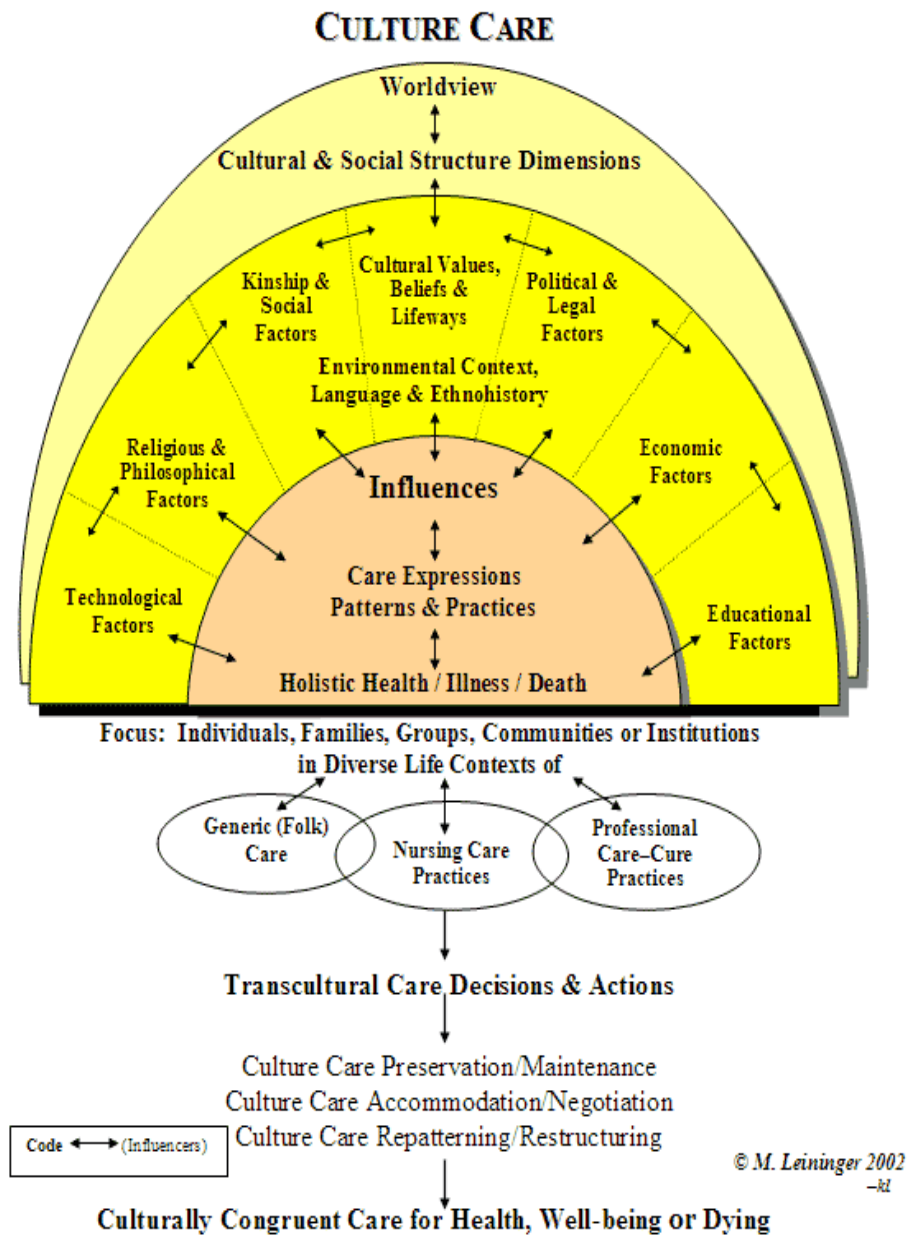 CULTURE CARE
Worldview
Cultural & Social Structure Dimensions
Kinship &
Social
Factors
Cultural Values,
Beliefs &
Lifeways
Political &
Legal
Factors
Environmental Context,
Language & Ethnohistory
Religious &
Philosophical
Factors
Economic
Factors
Technological
Factors
Educational
Factors
Influences
Care Expressions
Patterns & Practices
Holistic Health / Illness / Death
Focus: Individuals, Families, Groups, Communities or Institutions
in Diverse Life Contexts of
Generic (Folk)
Care
Nursing Care
Practices
Professional
Care–Cure
Practices
Transcultural Care Decisions & Actions
Culture Care Preservation/Maintenance
Culture Care Accommodation/Negotiation
Culture Care Repatterning/Restructuring
Code (Influencers)
© M. Leininger 2002
–kl
Culturally Congruent Care for Health, Well-being or Dying